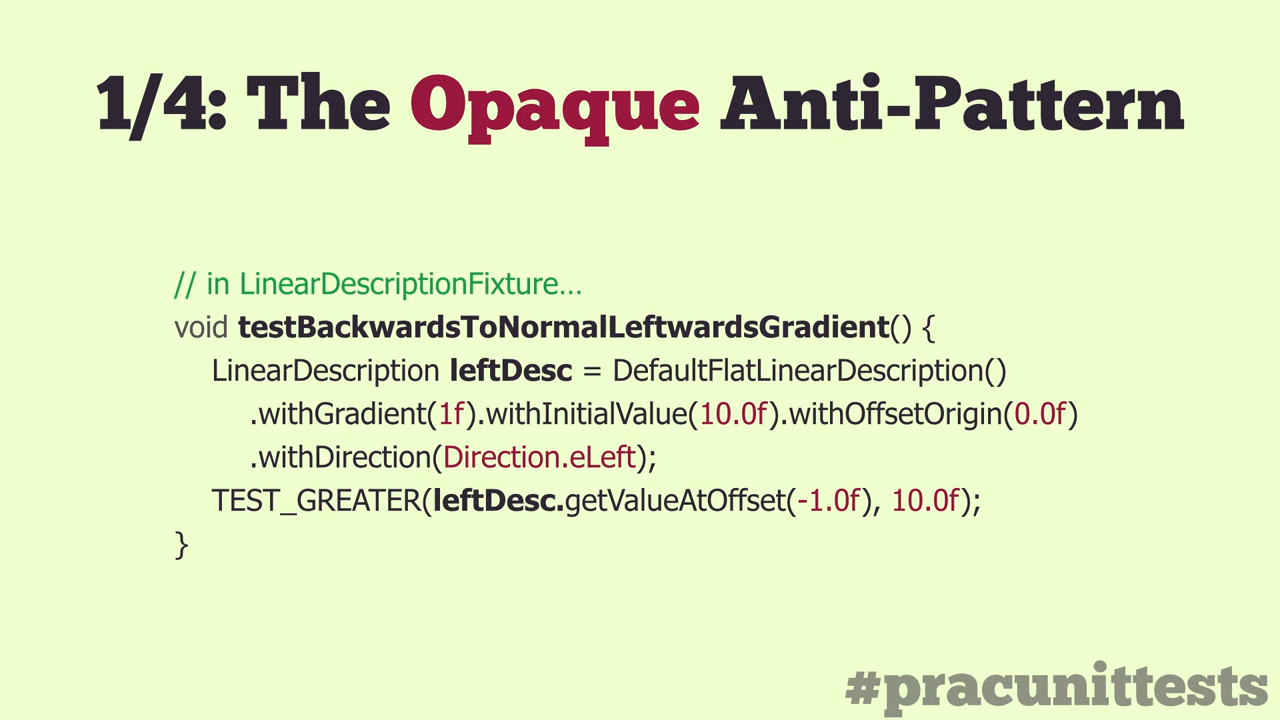 1/4: The Opaque Anti-Pattern
// in LinearDescriptionFixture…
void testBackwardsToNormalLeftwardsGradient() {
LinearDescription leftDesc = DefaultFlatLinearDescription()
.withGradient(1f).withInitialValue(10.0f).withOffsetOrigin(0.0f)
.withDirection(Direction.eLeft);
TEST_GREATER(leftDesc.getValueAtOffset(-1.0f), 10.0f);
}
#pracunittests